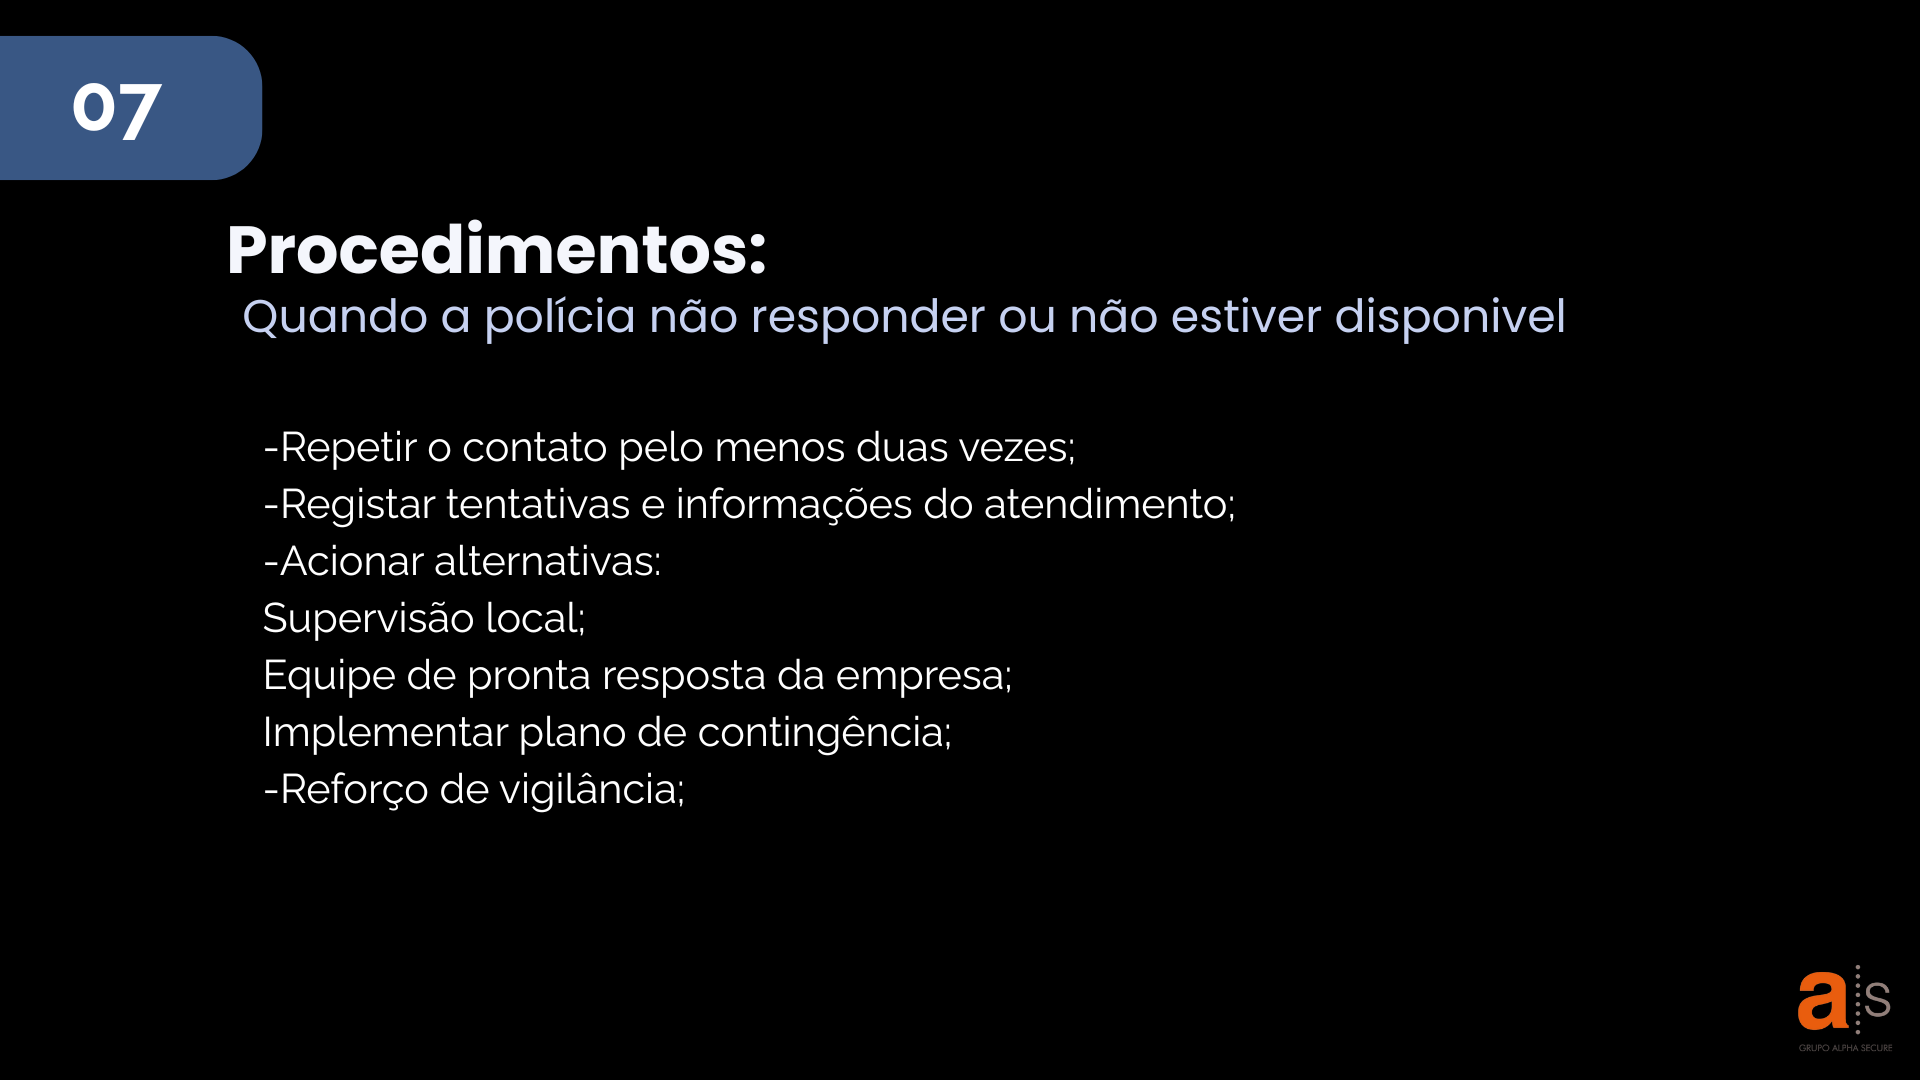 07
Procedimentos:
Quando a polícia não responder ou não estiver disponivel
-Repetir o contato pelo menos duas vezes;
-Registar tentativas e informações do atendimento;
-Acionar alternativas:
Supervisão local;
Equipe de pronta resposta da empresa;
Implementar plano de contingência;
-Reforço de vigilância;
a s
GRUPO ALPHA SECURE